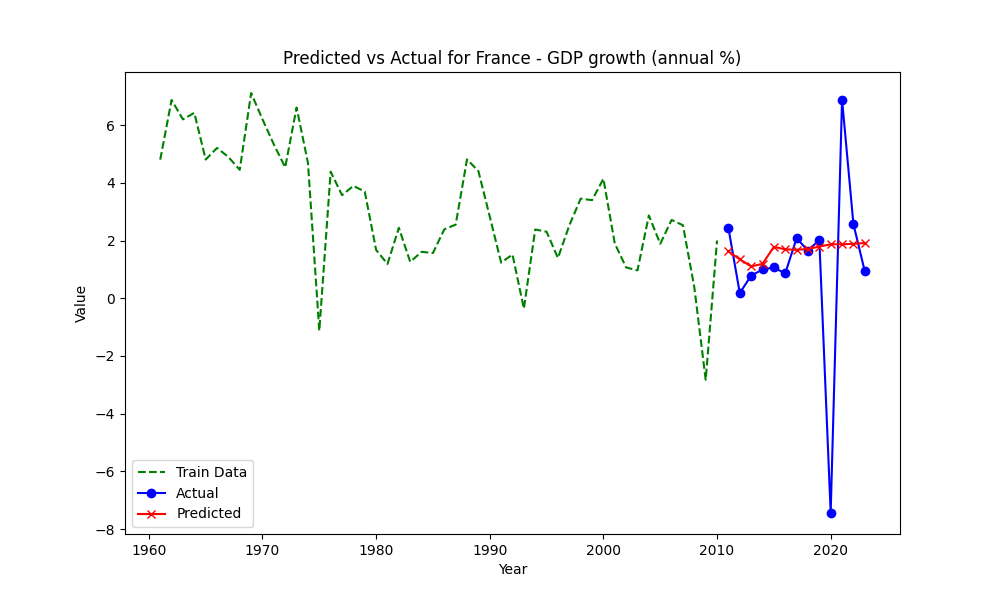 Predicted vs Actual for France - GDP growth (annual %)
Value
6
4
2
0
−2
−4
−6
−8
Train Data
Actual
Predicted
1960 1970 1980 1990 2000 2010 2020
Year